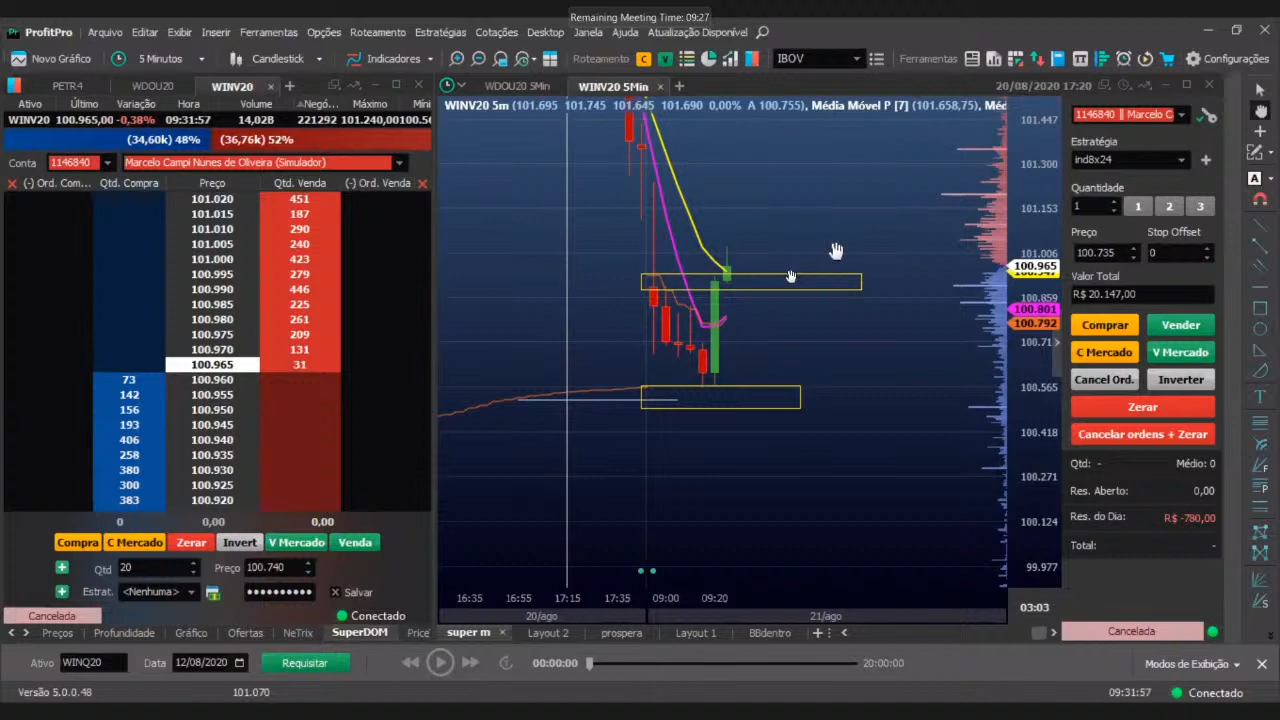 Remaining Meeting Time: 09:27
ProfitPro Arquivo Editar Exibir Inserir Ferramentas Opções Roteamento Estratégias Cotações Desktop Janela Ajuda Atualização Disponível
Novo Gráfico 5 Minutos Candlestick Indicadores Roteamento C V IBOV Ferramentas Configurações
PETR4 WDOU20 WINV20
WDOU20 5Min WINV20 5Min 20/08/2020 17:20
Ativo Último Variação Hora Volume Negó... Máximo Míni
WINV20 100.965,00 -0,38% 09:31:57 14,02B 221292 101.240,00 100.56
(34,60k) 48% (36,76k) 52%
Conta 1146840 Marcelo Campi Nunes de Oliveira (Simulador)
(-) Ord. Com... Qtd. Compra Preço Qtd. Venda (-) Ord. Venda
101.020 451
101.015 187
101.010 290
101.005 240
101.000 423
100.995 279
100.990 446
100.985 225
100.980 261
100.975 209
100.970 131
100.965 31
73 100.960
142 100.955
156 100.950
193 100.945
406 100.940
258 100.935
380 100.930
300 100.925
383 100.920
0 0,00 0,00
Compra C Mercado Zerar Invert V Mercado Venda
Qtd 20 Preço 100.740
Estrat. <Nenhuma> Salvar
Cancelada Conectado
Preços Profundidade Gráfico Ofertas NeTrix SuperDOM Price
WINV20 5m (101.695 101.745 101.645 101.690 0,00% A 100.755), Média Móvel P [7] (101.658,75), Méd
101.447
101.300
101.153
101.006
100.965
100.859
100.801
100.792
100.71
100.565
100.418
100.271
100.124
99.977
16:35 16:55 17:15 17:35 09:00 09:20
20/ago 21/ago
03:03
super m Layout 2 prospera Layout 1 BBdentro
1146840 || Marcelo C
Estratégia
ind8x24
Quantidade
1 1 2 3
Preço Stop Offset
100.735 0
Valor Total
R$ 20.147,00
Comprar Vender
C Mercado V Mercado
Cancel Ord. Inverter
Zerar
Cancelar ordens + Zerar
Qtd: - Médio: 0
Res. Aberto: 0,00
Res. do Dia: R$ -780,00
Total: -
Cancelada
Ativo WINQ20 Data 12/08/2020 Requisitar 00:00:00 20:00:00 Modos de Exibição
Versão 5.0.0.48 101.070 09:31:57 Conectado